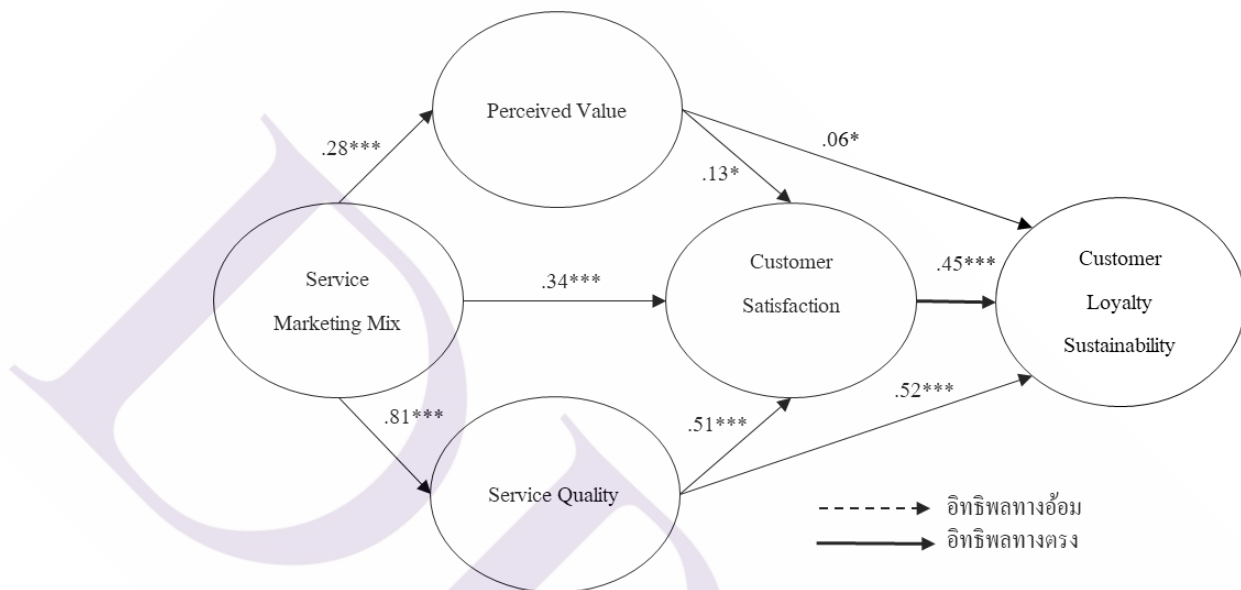 Perceived Value
.28***
.06*
.13*
Service
Marketing Mix
.34***
Customer
Satisfaction
.45***
Customer
Loyalty
Sustainability
.81***
.51***
.52***
Service Quality
อิทธิพลทางอ้อม
อิทธิพลทางตรง